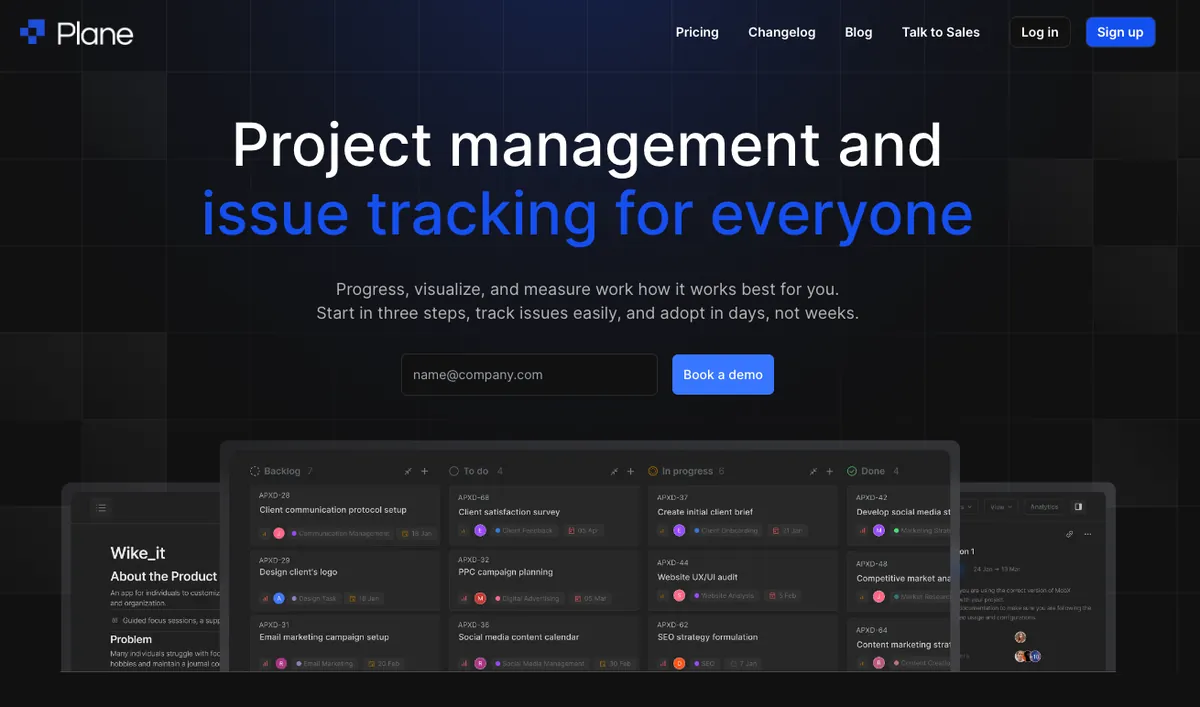 Plane
Pricing
Changelog
Blog
Talk to Sales
Log in
Sign up
Project management and
issue tracking for everyone
Progress, visualize, and measure work how it works best for you.
Start in three steps, track issues easily, and adopt in days, not weeks.
name@company.com
Book a demo
Wike_it
About the Product
An app for individuals to customiz
and organization.
Guided focus sessions, a supp
Problem
Many individuals struggle with foc
hobbies and maintain a journal co
Backlog 7
APXD-28
Client communication protocol setup
Communication Management
18 Jan
APXD-29
Design client's logo
Design Task
18 Jan
APXD-31
Email marketing campaign setup
Email Marketing
To do 4
APXD-68
Client satisfaction survey
Client Feedback
05 Apr
APXD-32
PPC campaign planning
Digital Advertising
05 Mar
APXD-36
Social media content calendar
Social Media Management
In progress 6
APXD-37
Create initial client brief
Client Onboarding
31 Jan
APXD-44
Website UX/UI audit
Website Analysis
5 Feb
APXD-62
SEO strategy formulation
SEO
7 Jan
Done 4
APXD-42
Develop social media st
Marketing Strat
APXD-48
Competitive market ana
Market Researc
APXD-64
Content marketing strat
Content Creatio
View
Analytics
on 1
24 Jan → 13 Mar
you are using the correct version of
with your project.
documentation to make sure you are following the
usage and configurations.